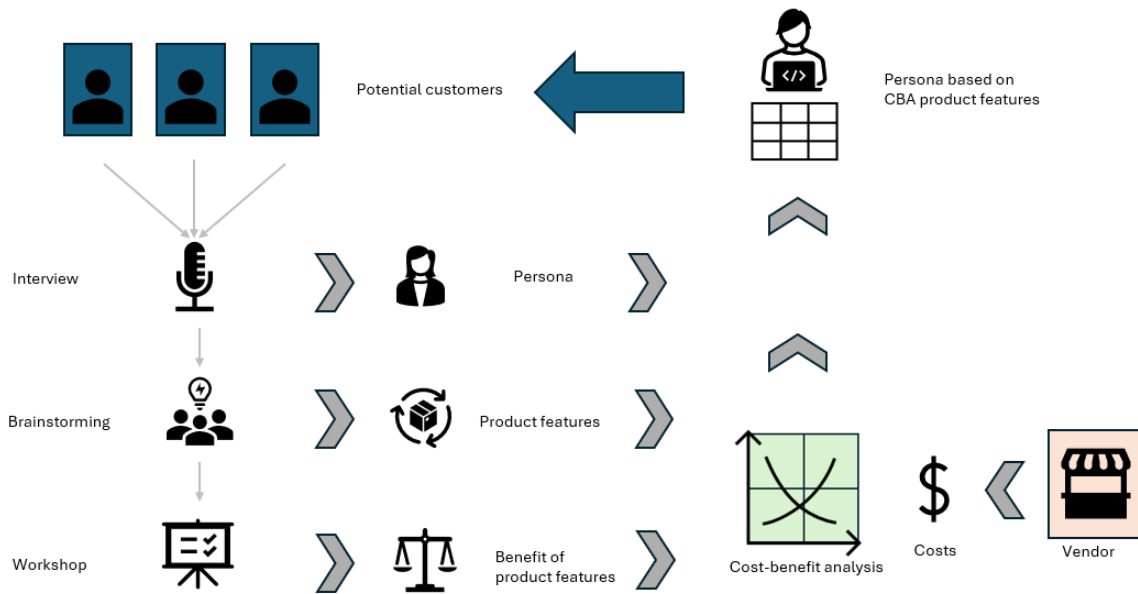 Potential customers
</>
Persona based on
CBA product features
Interview
Persona
Brainstorming
Product features
Workshop
Benefit of
product features
Cost-benefit analysis
$
Costs
Vendor